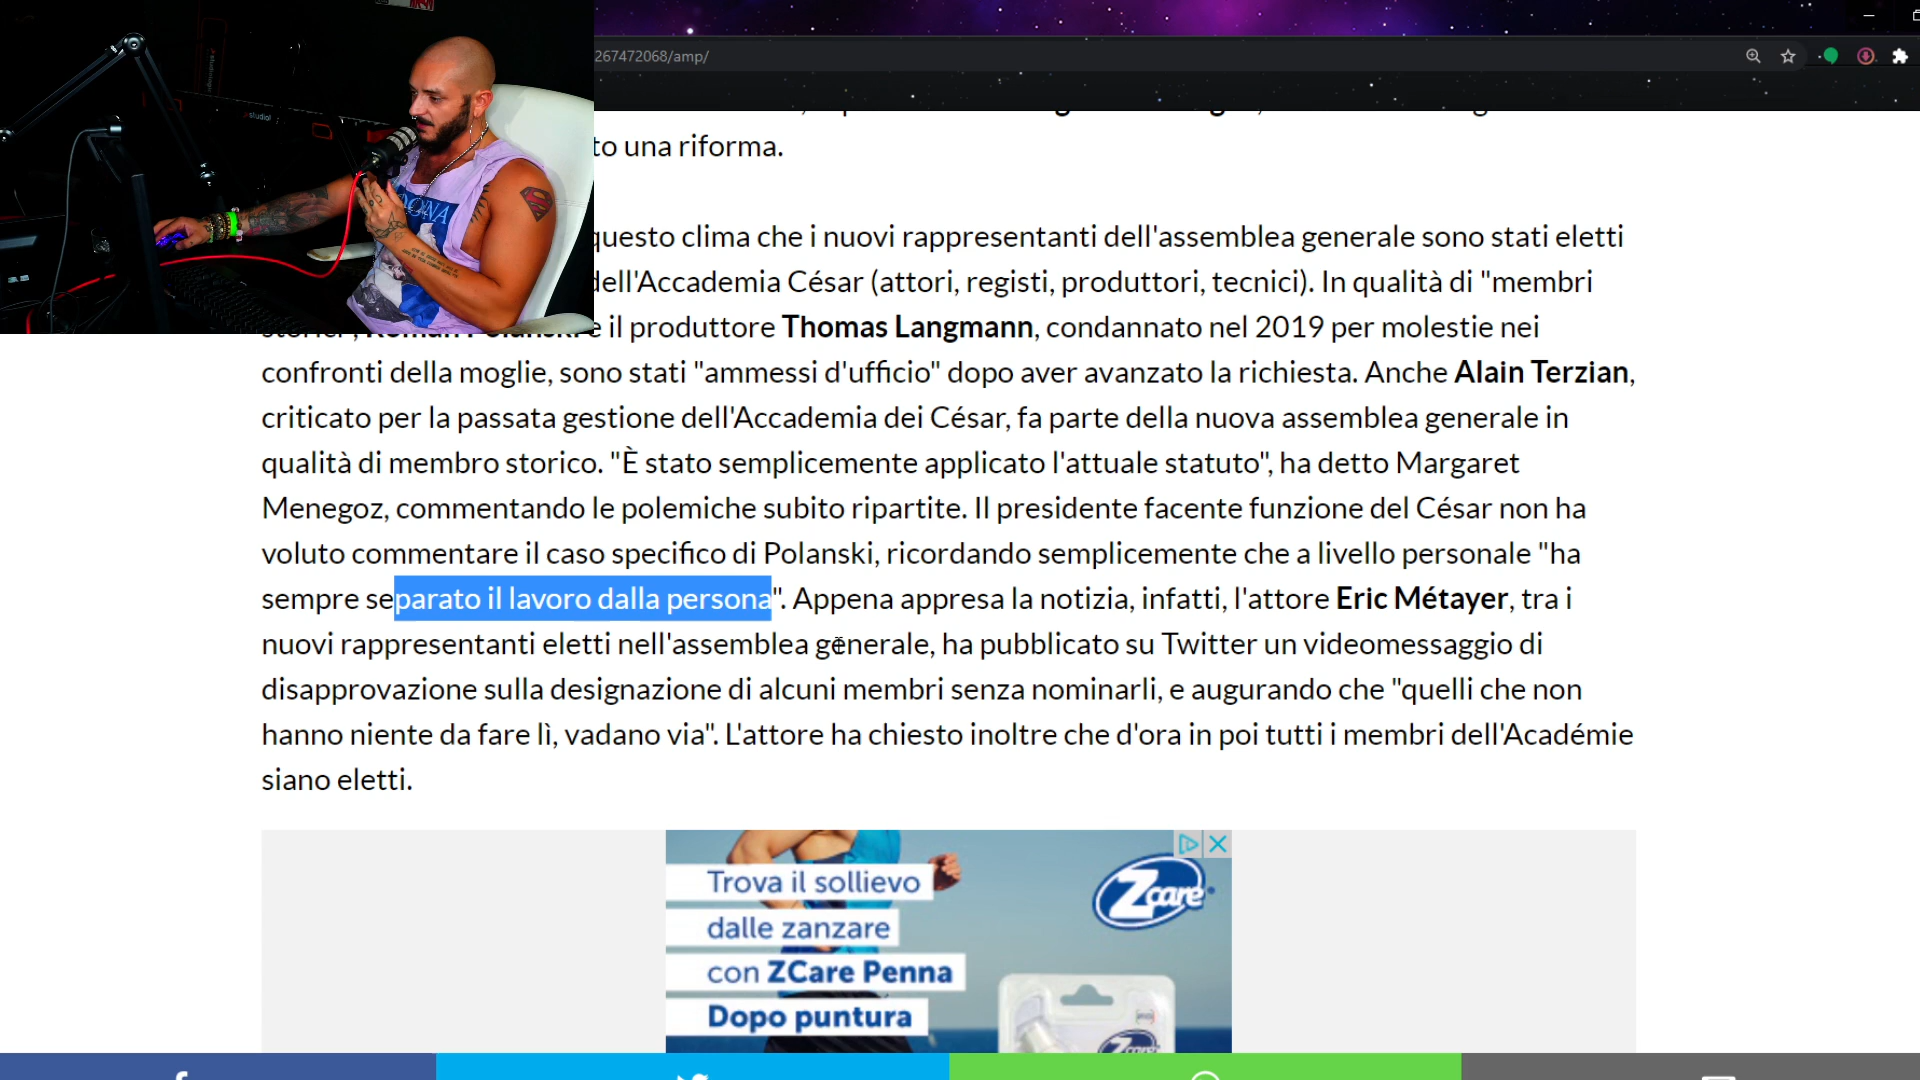 267472068/amp/
to una riforma.
questo clima che i nuovi rappresentanti dell'assemblea generale sono stati eletti
dell'Accademia César (attori, registi, produttori, tecnici). In qualità di "membri
e il produttore Thomas Langmann, condannato nel 2019 per molestie nei
confronti della moglie, sono stati "ammessi d'ufficio" dopo aver avanzato la richiesta. Anche Alain Terzian,
criticato per la passata gestione dell'Accademia dei César, fa parte della nuova assemblea generale in
qualità di membro storico. "È stato semplicemente applicato l'attuale statuto", ha detto Margaret
Menegoz, commentando le polemiche subito ripartite. Il presidente facente funzione del César non ha
voluto commentare il caso specifico di Polanski, ricordando semplicemente che a livello personale "ha
sempre separato il lavoro dalla persona". Appena appresa la notizia, infatti, l'attore Eric Métayer, tra i
nuovi rappresentanti eletti nell'assemblea generale, ha pubblicato su Twitter un videomessaggio di
disapprovazione sulla designazione di alcuni membri senza nominarli, e augurando che "quelli che non
hanno niente da fare lì, vadano via". L'attore ha chiesto inoltre che d'ora in poi tutti i membri dell'Académie
siano eletti.
Trova il sollievo
dalle zanzare
con ZCare Penna
Dopo puntura
Zcare